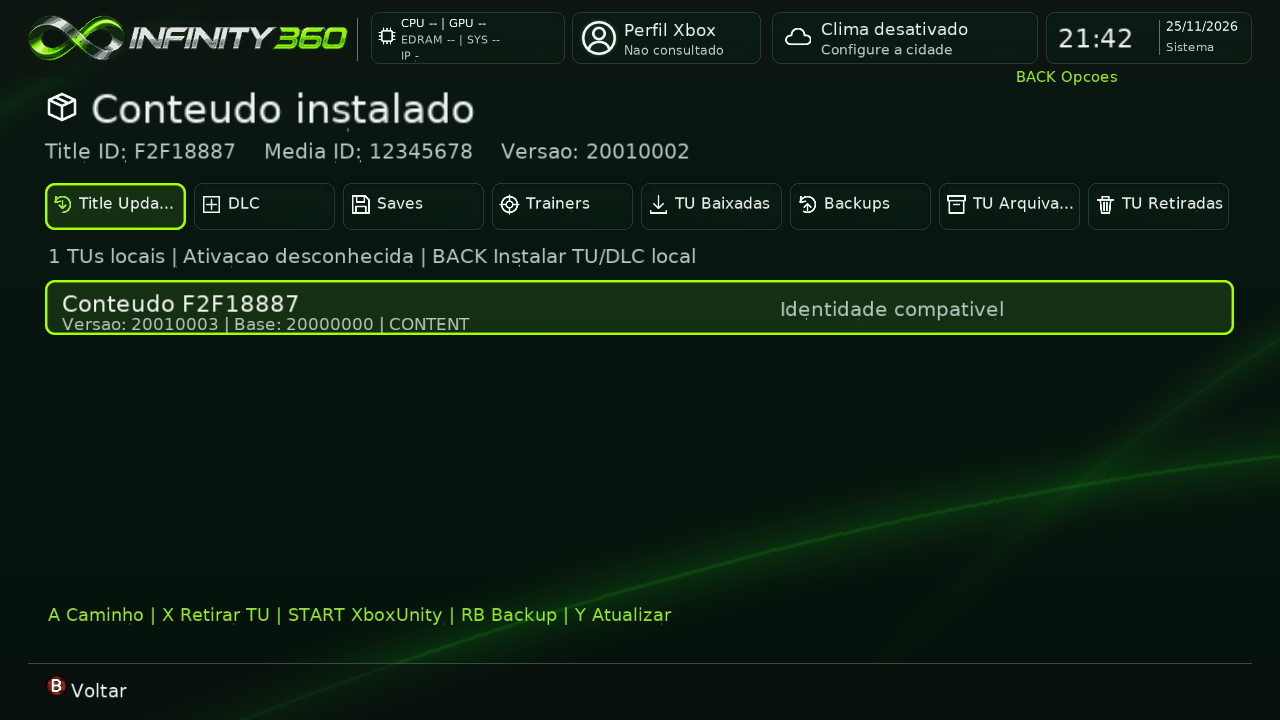 INFINITY 360
CPU -- | GPU --
EDRAM -- | SYS --
IP -
Perfil Xbox
Nao consultado
Clima desativado
Configure a cidade
21:42
25/11/2026
Sistema
BACK Opcoes
Conteudo instalado
Title ID: F2F18887 Media ID: 12345678 Versao: 20010002
Title Upda...
DLC
Saves
Trainers
TU Baixadas
Backups
TU Arquiva...
TU Retiradas
1 TUs locais | Ativacao desconhecida | BACK Instalar TU/DLC local
Conteudo F2F18887
Versao: 20010003 | Base: 20000000 | CONTENT
Identidade compativel
A Caminho | X Retirar TU | START XboxUnity | RB Backup | Y Atualizar
B Voltar